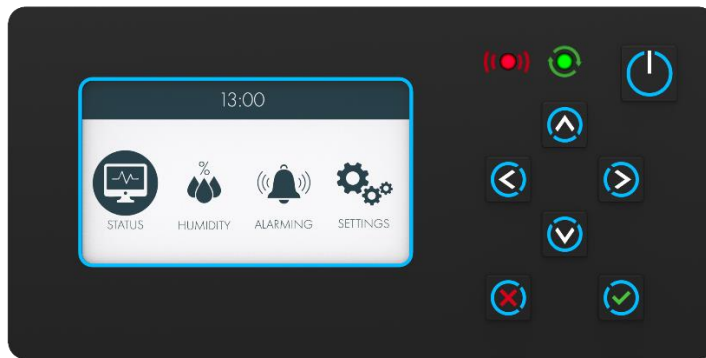 13:00
%
STATUS
HUMIDITY
ALARMING
SETTINGS